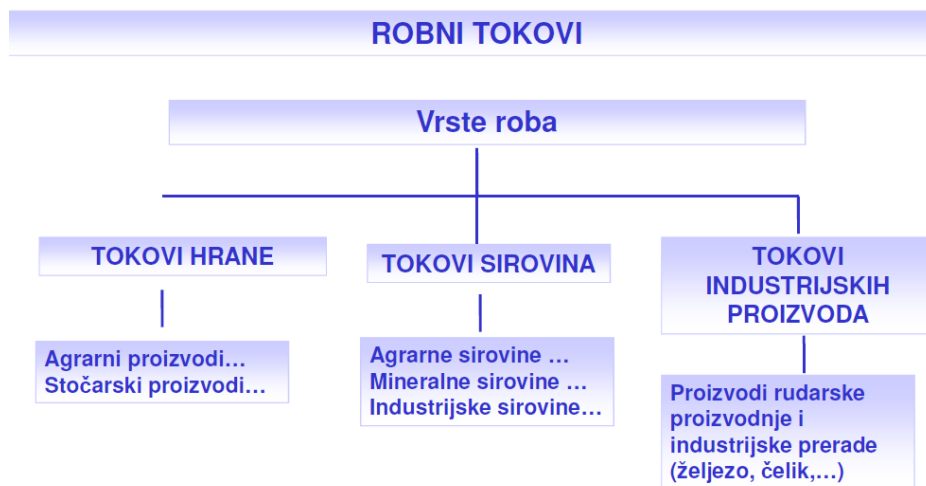 ROBNI TOKOVI
Vrste roba
TOKOVI HRANE
Agrarni proizvodi…
Stočarski proizvodi…
TOKOVI SIROVINA
Agrarne sirovine …
Mineralne sirovine …
Industrijske sirovine…
TOKOVI
INDUSTRIJSKIH
PROIZVODA
Proizvodi rudarske
proizvodnje i
industrijske prerade
(željezo, čelik,…)